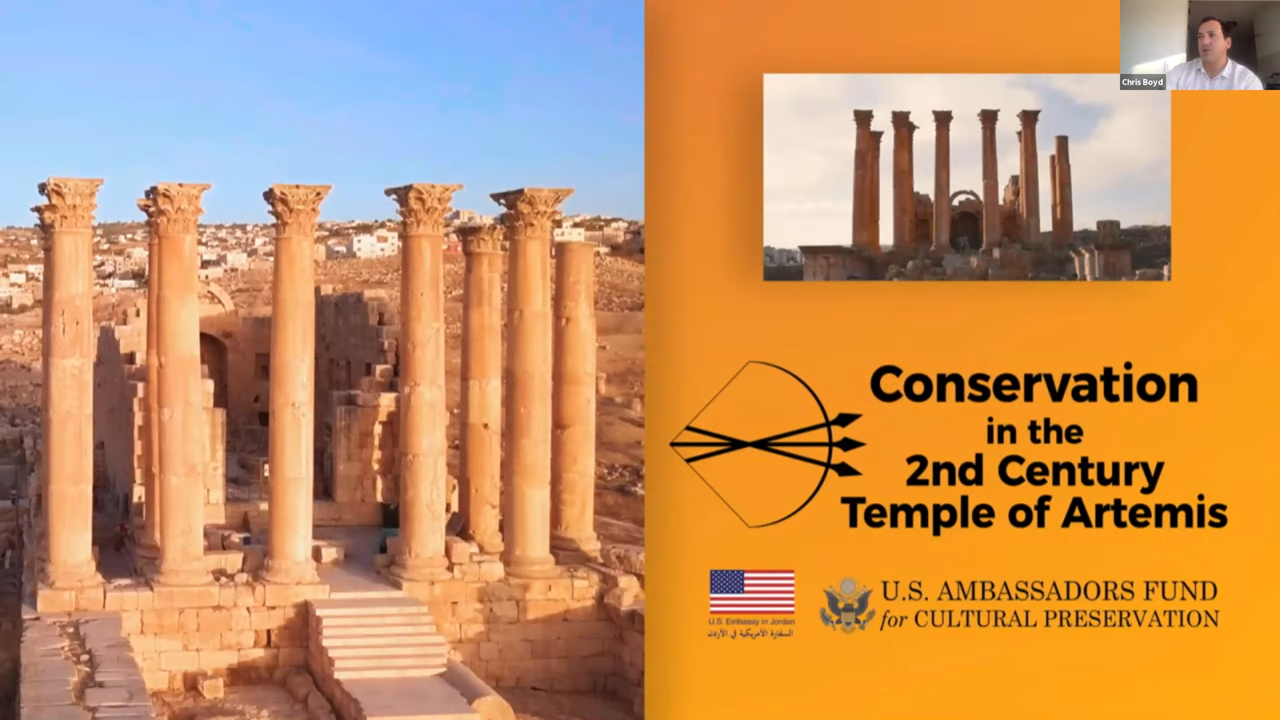 Chris Boyd
Conservation
in the
2nd Century
Temple of Artemis
U.S. Embassy in Jordan
السفارة الأمريكية في الأردن
U.S. AMBASSADORS FUND
for CULTURAL PRESERVATION